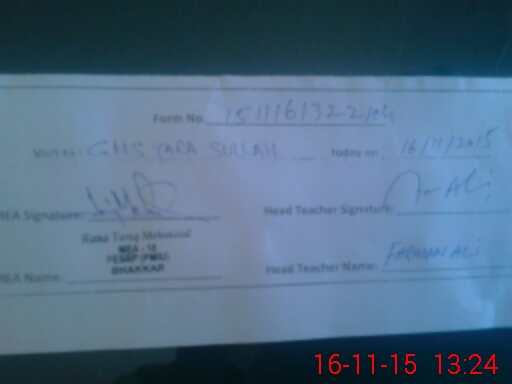 Form No.
Visit to: GHS YARA SULLAH today on 16/11/2015
MEA Signature: Head Teacher Signature:
Rana Tariq Mehmood
MEA - 15
PESRP (PMIU)
BHAKKAR
MEA Name: Head Teacher Name: FARMAN ALI
16-11-15 13:24